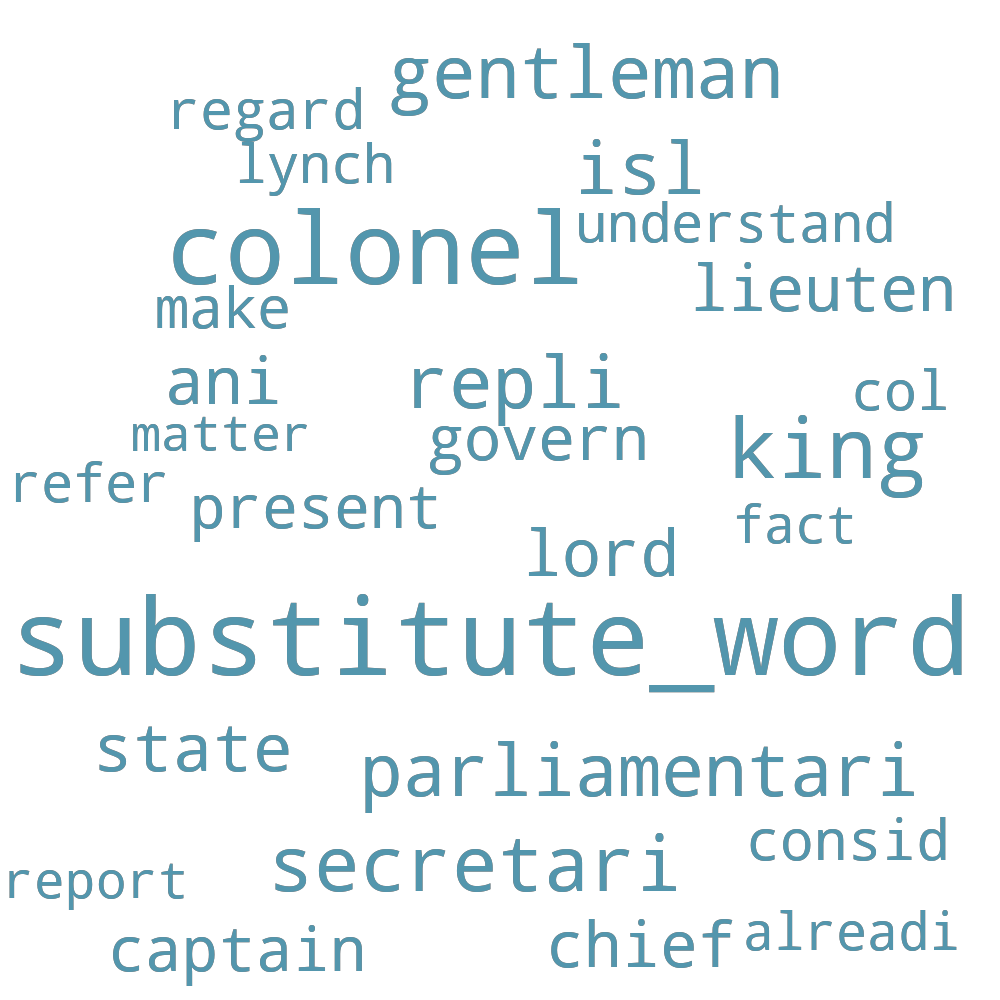 gentleman
regard
lynch
isl
understand
colonel
lieuten
make
ani
repli
col
matter
govern
king
refer
present
fact
lord
substitute_word
state
parliamentari
consid
secretari
report
captain
chief
alreadi